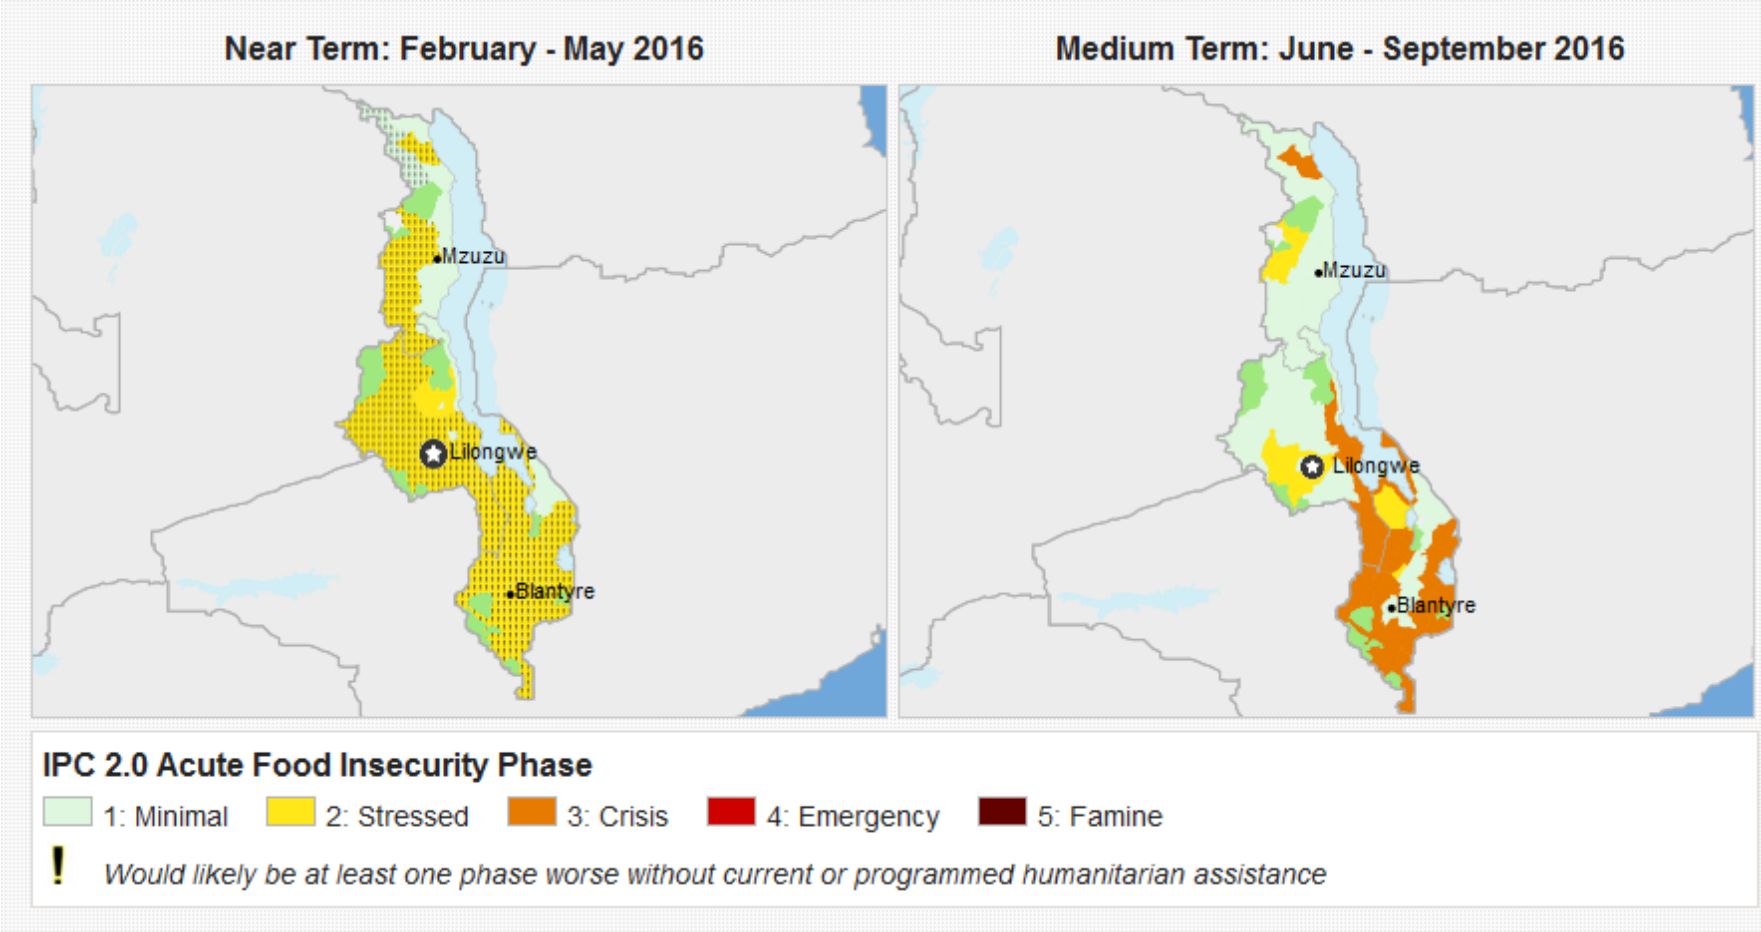 Near Term: February - May 2016
Medium Term: June - September 2016
Mzuzu
Lilongwe
Blantyre
Mzuzu
Lilongwe
Blantyre
IPC 2.0 Acute Food Insecurity Phase
1: Minimal 2: Stressed 3: Crisis 4: Emergency 5: Famine
! Would likely be at least one phase worse without current or programmed humanitarian assistance